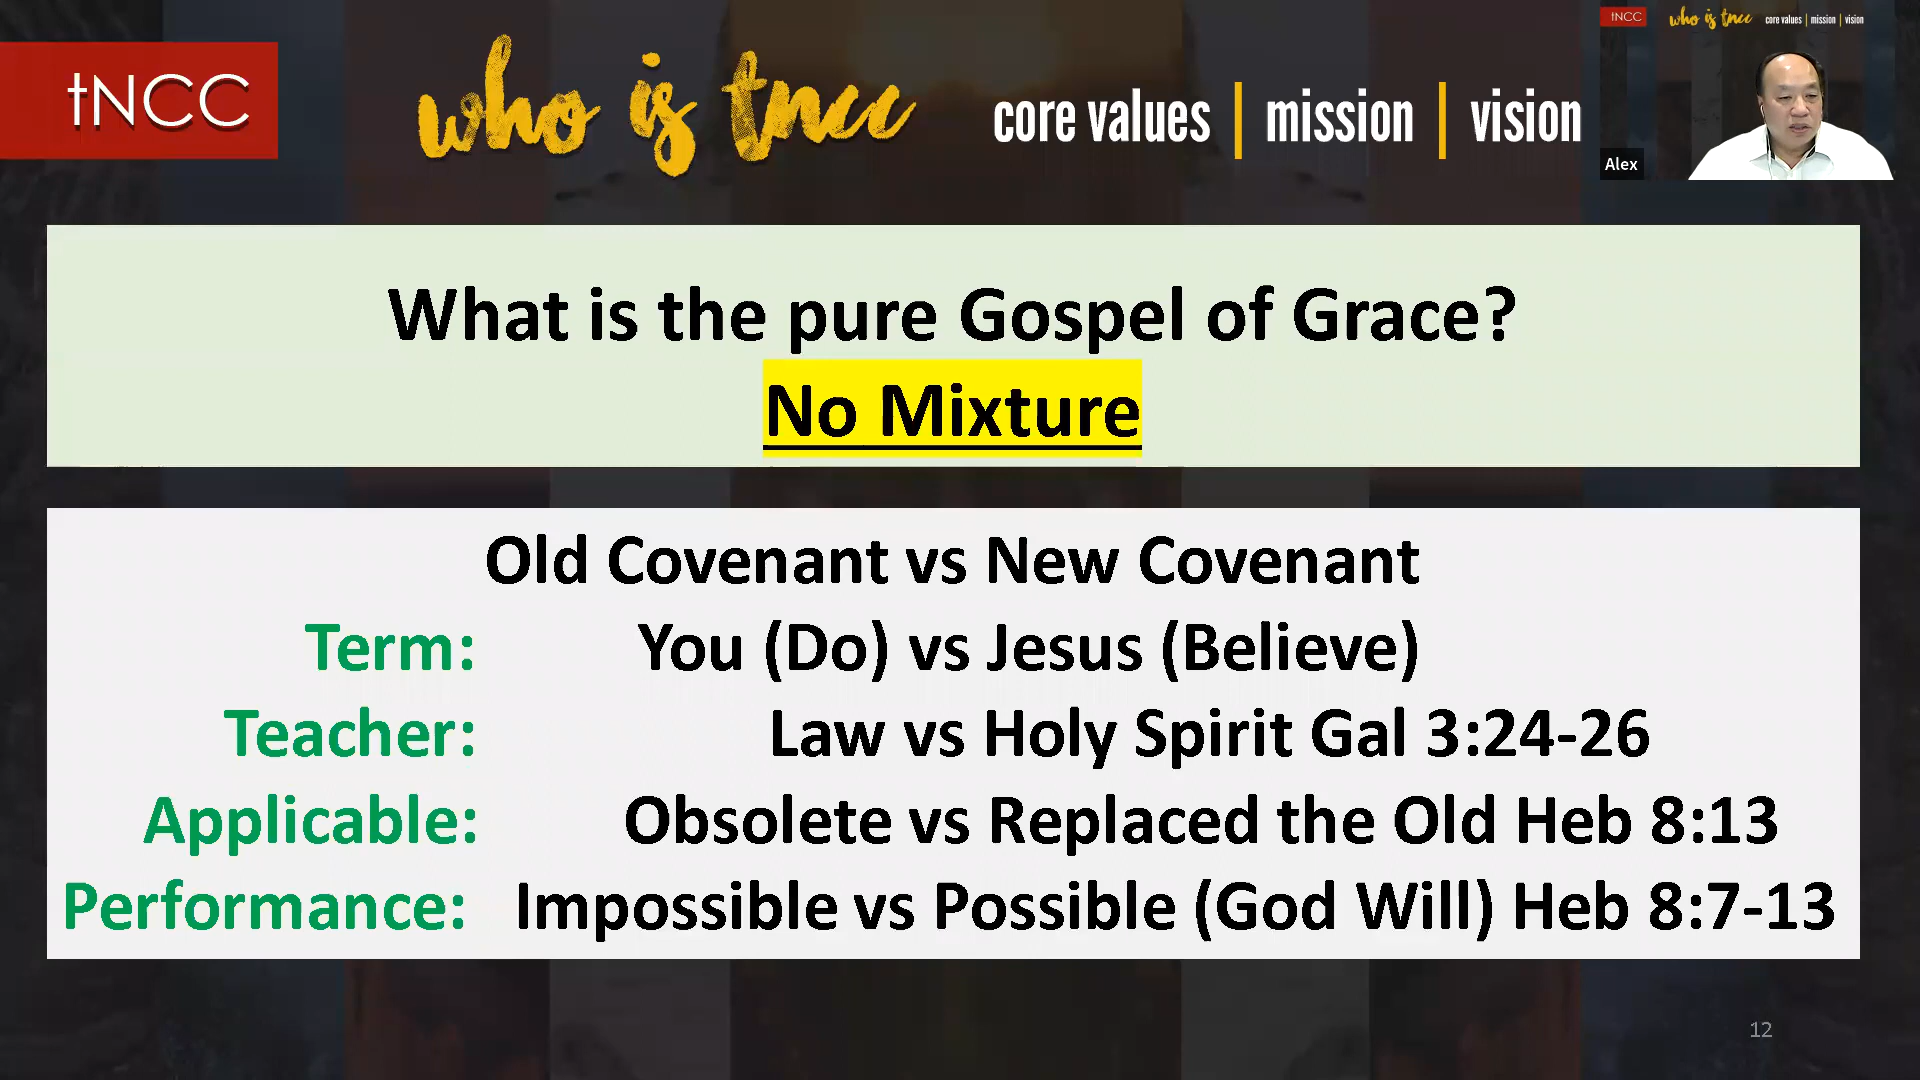 tNCC
who is tncc
core values | mission | vision
tNCC
who is tncc
core values | mission | vision
Alex
What is the pure Gospel of Grace?
No Mixture
Old Covenant vs New Covenant
Term: You (Do) vs Jesus (Believe)
Teacher: Law vs Holy Spirit Gal 3:24-26
Applicable: Obsolete vs Replaced the Old Heb 8:13
Performance: Impossible vs Possible (God Will) Heb 8:7-13
12